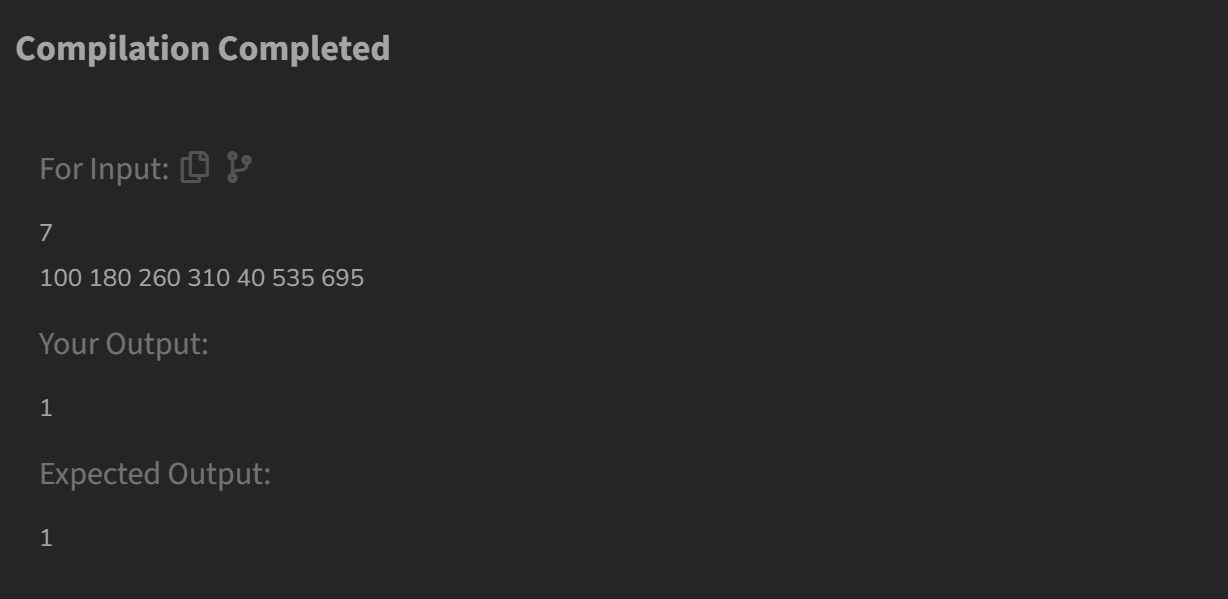 Compilation Completed
For Input:
7
100 180 260 310 40 535 695
Your Output:
1
Expected Output:
1